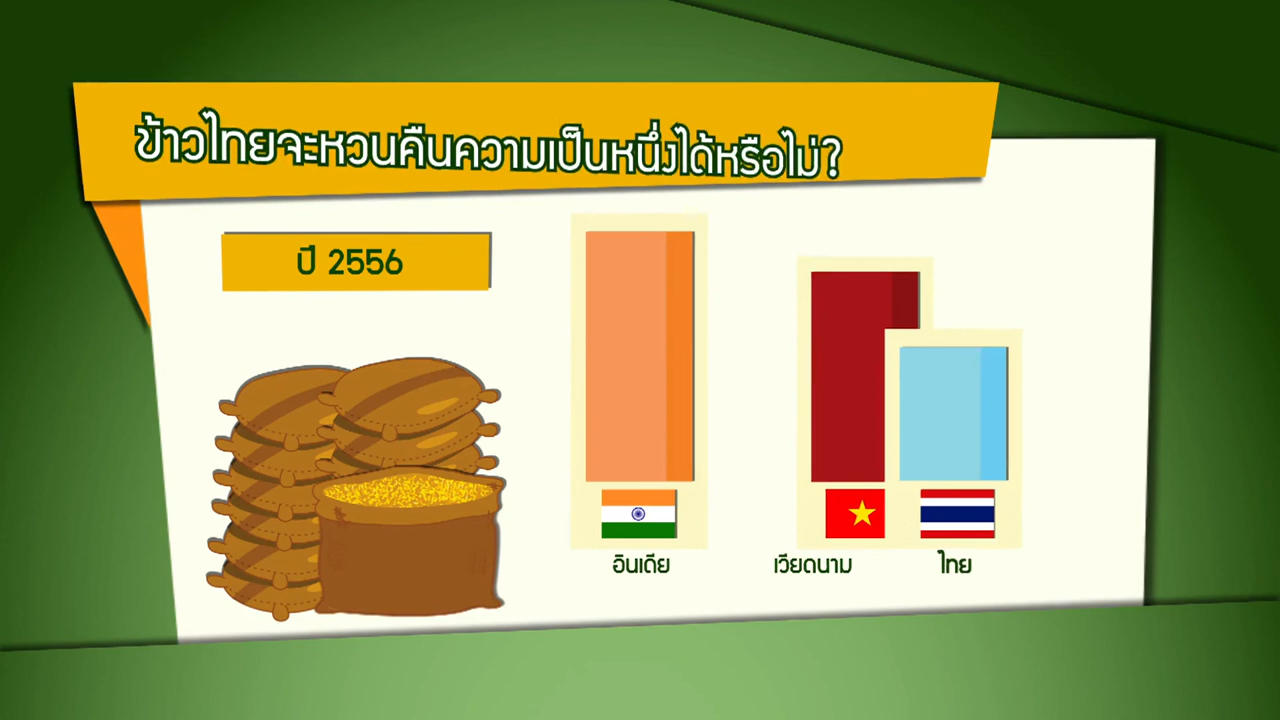 ข้าวไทยจะหวนคืนความเป็นหนึ่งได้หรือไม่?
ปี 2556
อินเดีย
เวียดนาม
ไทย